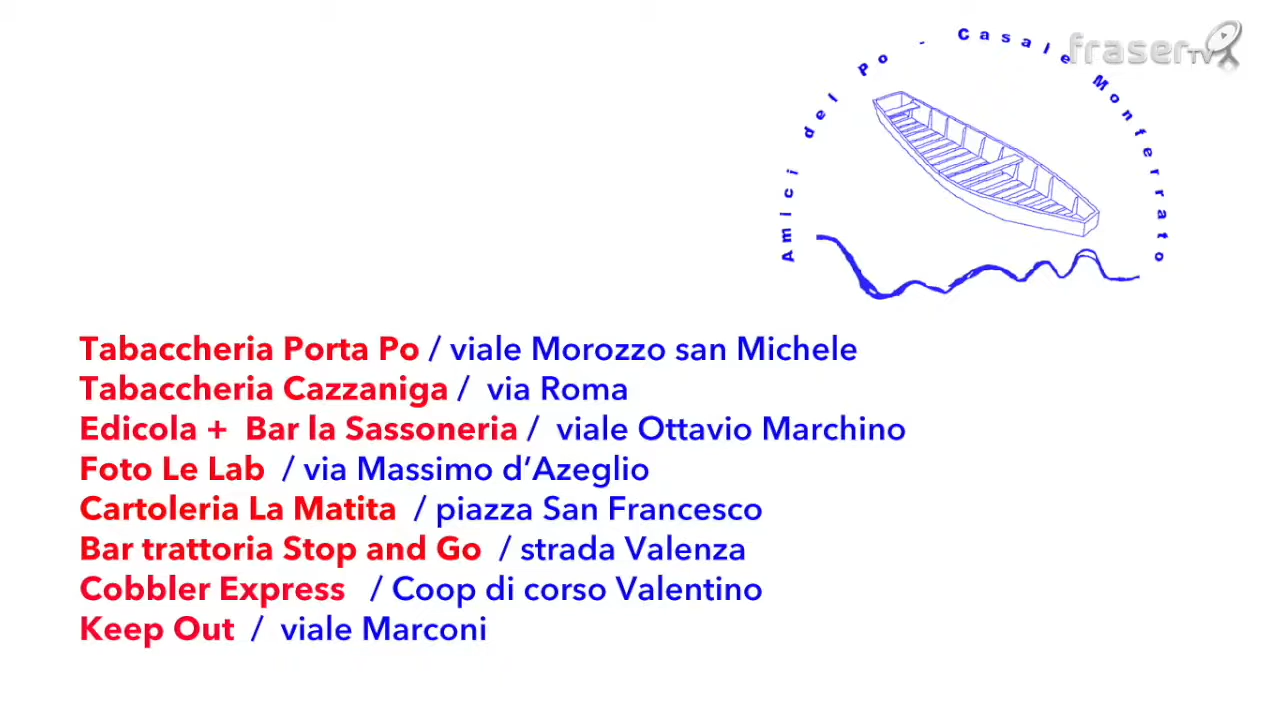 Amici del Po - Casale Monferrato
fraserTV
Tabaccheria Porta Po / viale Morozzo san Michele
Tabaccheria Cazzaniga / via Roma
Edicola + Bar la Sassoneria / viale Ottavio Marchino
Foto Le Lab / via Massimo d’Azeglio
Cartoleria La Matita / piazza San Francesco
Bar trattoria Stop and Go / strada Valenza
Cobbler Express / Coop di corso Valentino
Keep Out / viale Marconi